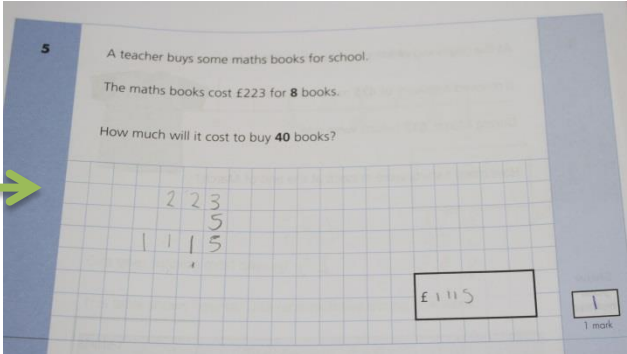 5
A teacher buys some maths books for school.
The maths books cost £223 for 8 books.
How much will it cost to buy 40 books?
2 2 3
5
1 1 1 5
1
£ 1115
1
1 mark